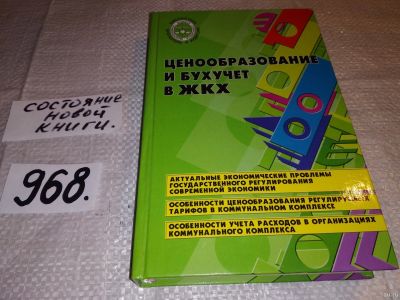 ЦЕНООБРАЗОВАНИЕ
И БУХУЧЕТ
В ЖКХ
состояние
новой
книги.
968.
АКТУАЛЬНЫЕ ЭКОНОМИЧЕСКИЕ ПРОБЛЕМЫ
ГОСУДАРСТВЕННОГО РЕГУЛИРОВАНИЯ
СОВРЕМЕННОЙ ЭКОНОМИКИ
ОСОБЕННОСТИ ЦЕНООБРАЗОВАНИЯ РЕГУЛИРУЕМЫХ
ТАРИФОВ В КОММУНАЛЬНОМ КОМПЛЕКСЕ
ОСОБЕННОСТИ УЧЕТА РАСХОДОВ В ОРГАНИЗАЦИЯХ
КОММУНАЛЬНОГО КОМПЛЕКСА